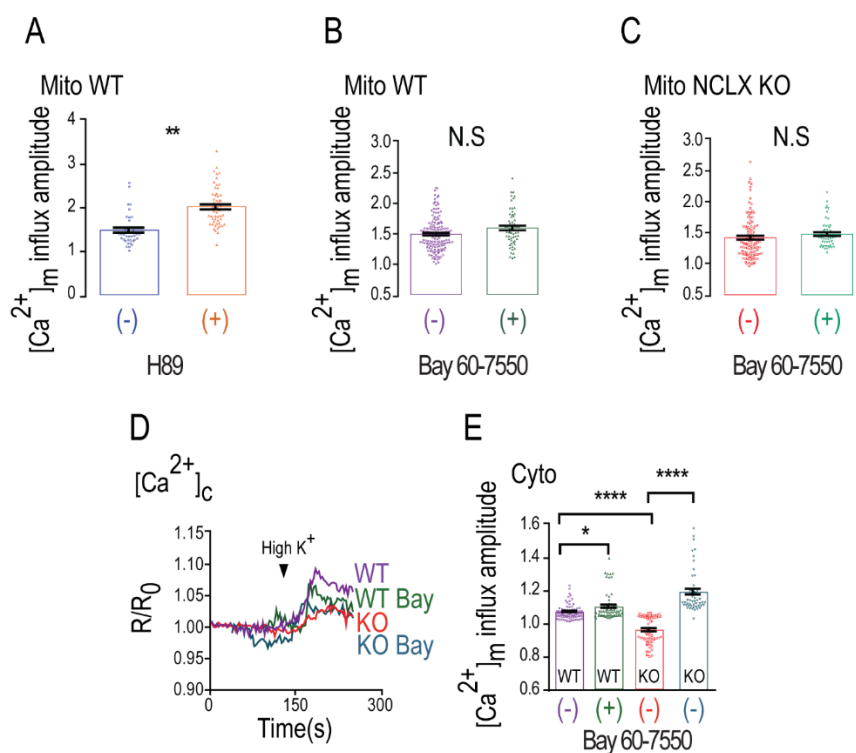 A
Mito WT
[Ca2+]m influx amplitude
4
3
2
1
0
**
(-) (+)
H89
B
Mito WT
[Ca2+]m influx amplitude
3.0
2.5
2.0
1.5
1.0
0.5
N.S
(-) (+)
Bay 60-7550
C
Mito NCLX KO
[Ca2+]m influx amplitude
3.0
2.5
2.0
1.5
1.0
0.5
N.S
(-) (+)
Bay 60-7550
D
[Ca2+]C
R/R0
1.15
1.10
1.05
1.00
0.95
0.90
High K+
WT
WT Bay
KO
KO Bay
0 150 300
Time(s)
E
Cyto
[Ca2+]m influx amplitude
1.6
1.4
1.2
1.0
0.8
0.6
**** ****
*
WT WT KO KO
(-) (+) (-) (-)
Bay 60-7550